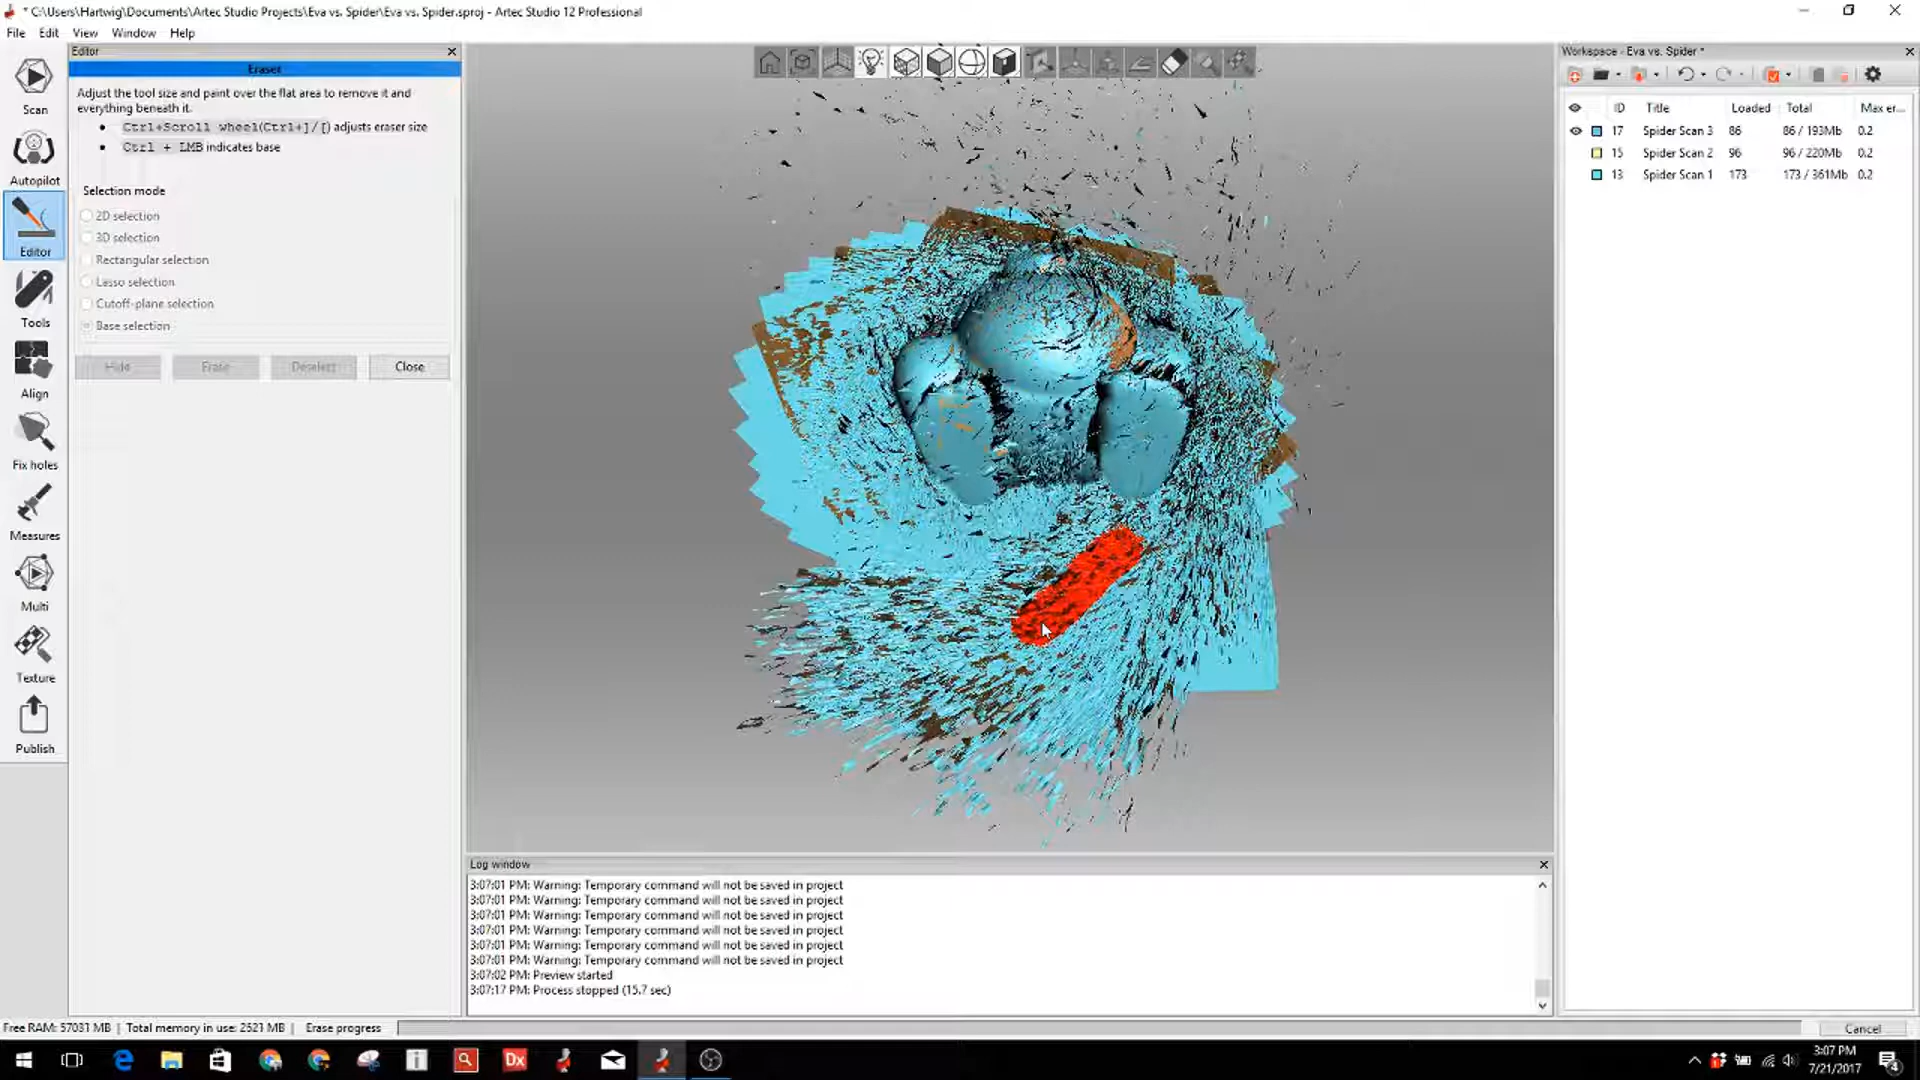 * C:\Users\Hartwig\Documents\Artec Studio Projects\Eva vs. Spider\Eva vs. Spider.sproj - Artec Studio 12 Professional
File Edit View Window Help
Editor
Eraser
Adjust the tool size and paint over the flat area to remove it and
everything beneath it.
Ctrl+Scroll wheel(Ctrl+]/[) adjusts eraser size
Ctrl + LMB indicates base
Selection mode
2D selection
3D selection
Rectangular selection
Lasso selection
Cutoff-plane selection
Base selection
Hide Erase Deselect Close
Scan
Autopilot
Editor
Tools
Align
Fix holes
Measures
Multi
Texture
Publish
Log window
3:07:01 PM: Warning: Temporary command will not be saved in project
3:07:01 PM: Warning: Temporary command will not be saved in project
3:07:01 PM: Warning: Temporary command will not be saved in project
3:07:01 PM: Warning: Temporary command will not be saved in project
3:07:01 PM: Warning: Temporary command will not be saved in project
3:07:01 PM: Warning: Temporary command will not be saved in project
3:07:02 PM: Preview started
3:07:17 PM: Process stopped (15.7 sec)
Workspace - Eva vs. Spider *
ID Title Loaded Total Max er...
17 Spider Scan 3 86 86 / 193Mb 0.2
15 Spider Scan 2 96 96 / 220Mb 0.2
13 Spider Scan 1 173 173 / 361Mb 0.2
Free RAM: 57031 MB | Total memory in use: 2521 MB | Erase progress
Cancel
Dx
3:07 PM
7/21/2017
4